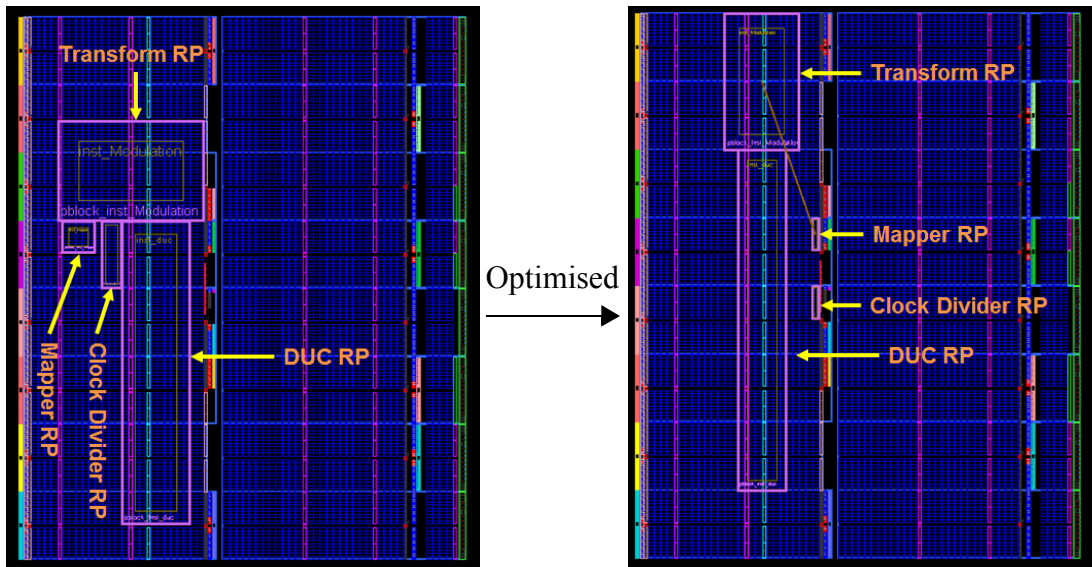 Transform RP
inst_Modulation
pblock_inst_Modulation
inst_duc
DUC RP
Mapper RP
Clock Divider RP
pblock_inst_duc
Optimised
inst_Modulation
Transform RP
pblock_inst_Modulation
inst_duc
Mapper RP
Clock Divider RP
DUC RP
pblock_inst_duc